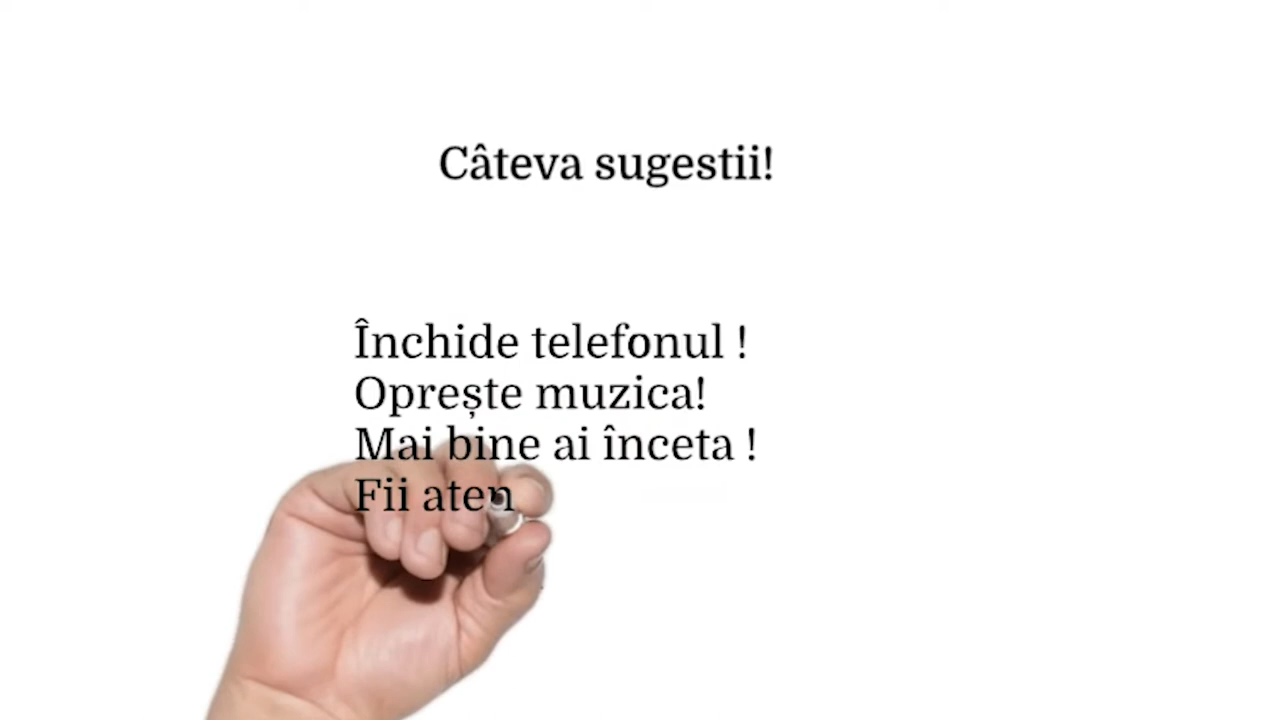 Câteva sugestii!
Închide telefonul !
Oprește muzica!
Mai bine ai înceta !
Fii aten